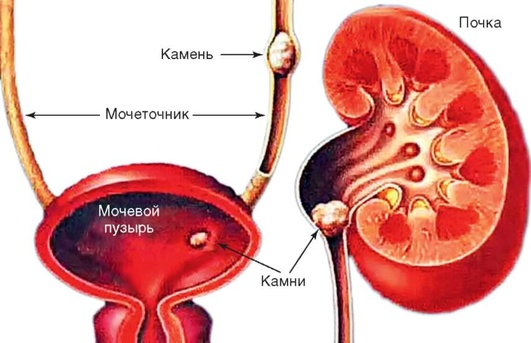 Почка
Камень
Мочеточник
Мочевой
пузырь
Камни